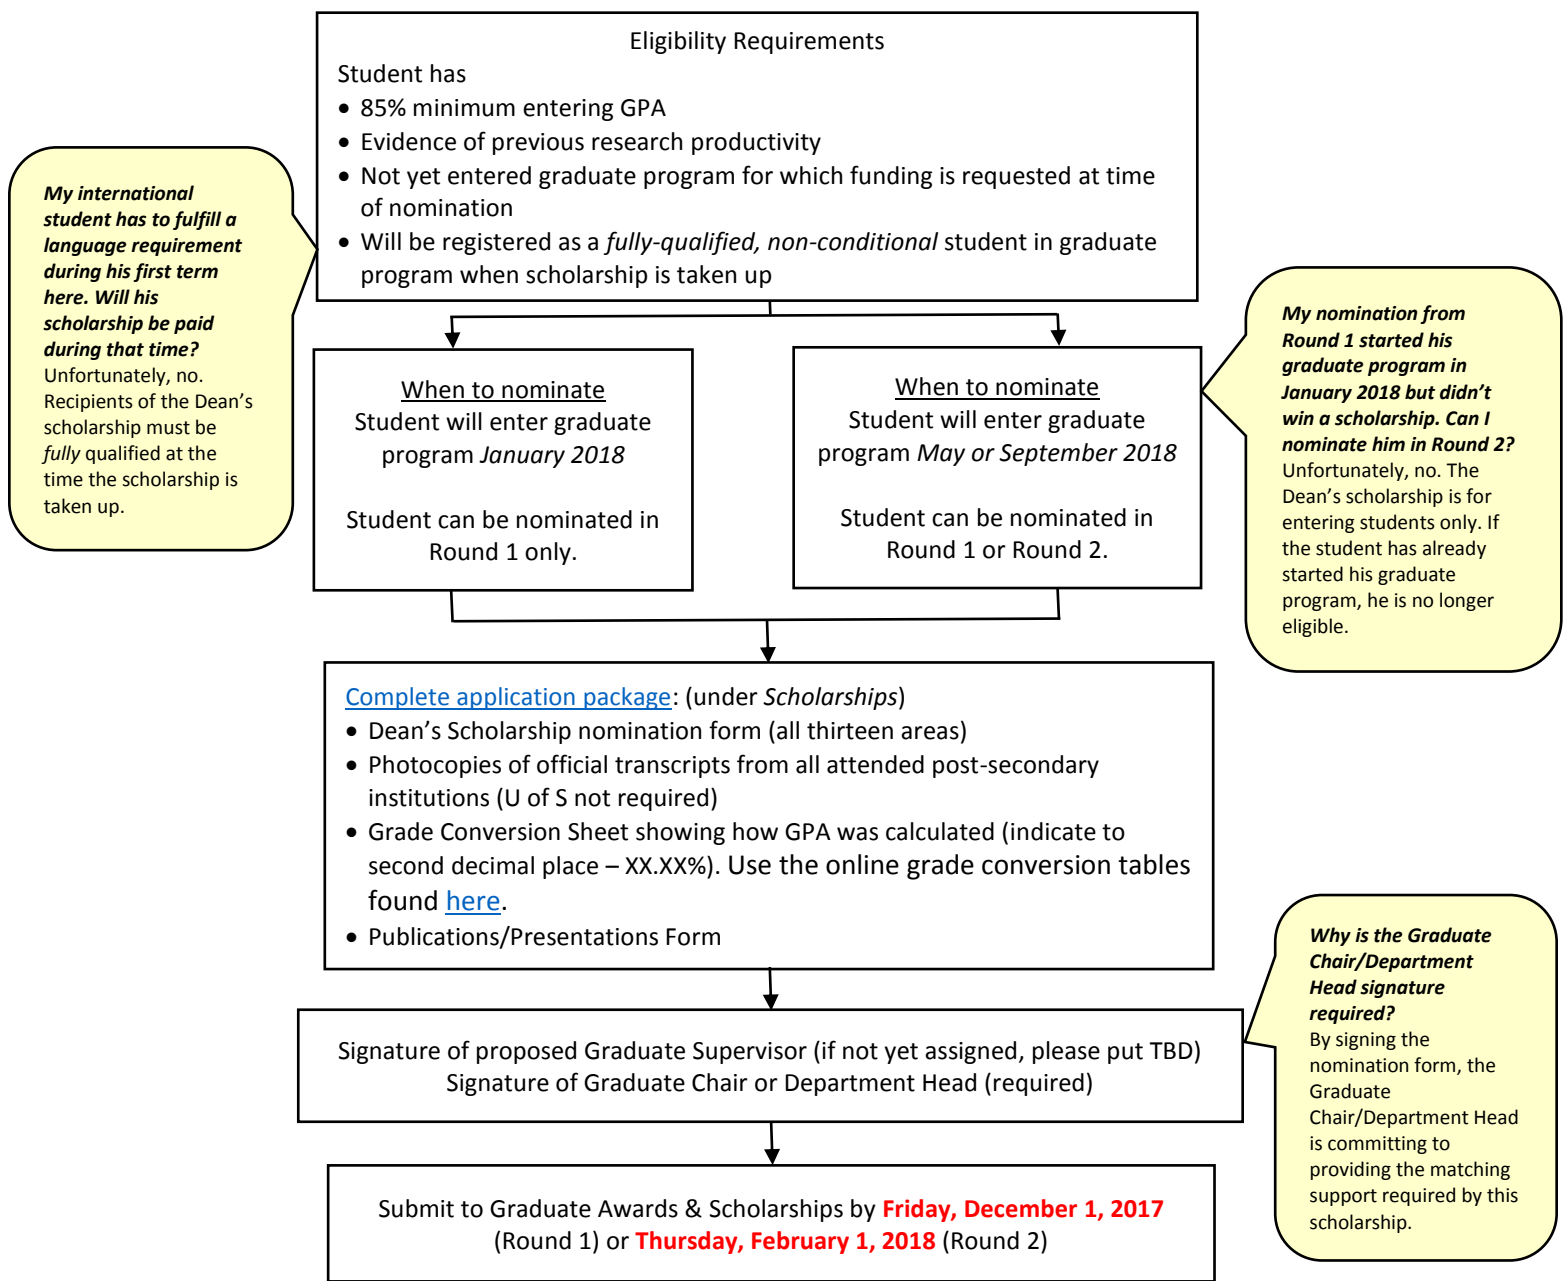 Eligibility Requirements
Student has
• 85% minimum entering GPA
• Evidence of previous research productivity
• Not yet entered graduate program for which funding is requested at time
of nomination
• Will be registered as a fully-qualified, non-conditional student in graduate
program when scholarship is taken up
My international
student has to fulfill a
language requirement
during his first term
here. Will his
scholarship be paid
during that time?
Unfortunately, no.
Recipients of the Dean’s
scholarship must be
fully qualified at the
time the scholarship is
taken up.
When to nominate
Student will enter graduate
program January 2018
Student can be nominated in
Round 1 only.
When to nominate
Student will enter graduate
program May or September 2018
Student can be nominated in
Round 1 or Round 2.
My nomination from
Round 1 started his
graduate program in
January 2018 but didn’t
win a scholarship. Can I
nominate him in Round 2?
Unfortunately, no. The
Dean’s scholarship is for
entering students only. If
the student has already
started his graduate
program, he is no longer
eligible.
Complete application package: (under Scholarships)
• Dean’s Scholarship nomination form (all thirteen areas)
• Photocopies of official transcripts from all attended post-secondary
institutions (U of S not required)
• Grade Conversion Sheet showing how GPA was calculated (indicate to
second decimal place – XX.XX%). Use the online grade conversion tables
found here.
• Publications/Presentations Form
Signature of proposed Graduate Supervisor (if not yet assigned, please put TBD)
Signature of Graduate Chair or Department Head (required)
Why is the Graduate
Chair/Department
Head signature
required?
By signing the
nomination form, the
Graduate
Chair/Department Head
is committing to
providing the matching
support required by this
scholarship.
Submit to Graduate Awards & Scholarships by Friday, December 1, 2017
(Round 1) or Thursday, February 1, 2018 (Round 2)